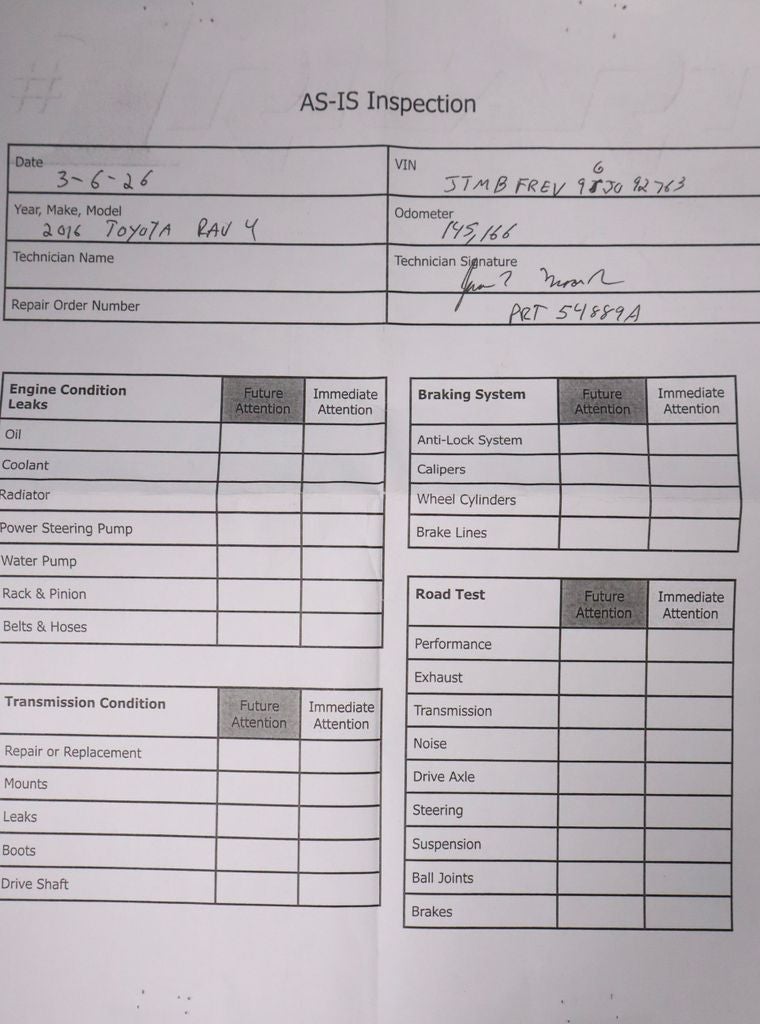 AS-IS Inspection
Date
3-6-26
VIN
6
JTMBFREV 9 JO 92763
Year, Make, Model
2016 TOYOTA RAV 4
Odometer
145,166
Technician Name
Technician Signature
Repair Order Number
PRT 54889A
Engine Condition
Leaks
Future
Attention
Immediate
Attention
Oil
Coolant
Radiator
Power Steering Pump
Water Pump
Rack & Pinion
Belts & Hoses
Transmission Condition
Future
Attention
Immediate
Attention
Repair or Replacement
Mounts
Leaks
Boots
Drive Shaft
Braking System
Future
Attention
Immediate
Attention
Anti-Lock System
Calipers
Wheel Cylinders
Brake Lines
Road Test
Future
Attention
Immediate
Attention
Performance
Exhaust
Transmission
Noise
Drive Axle
Steering
Suspension
Ball Joints
Brakes